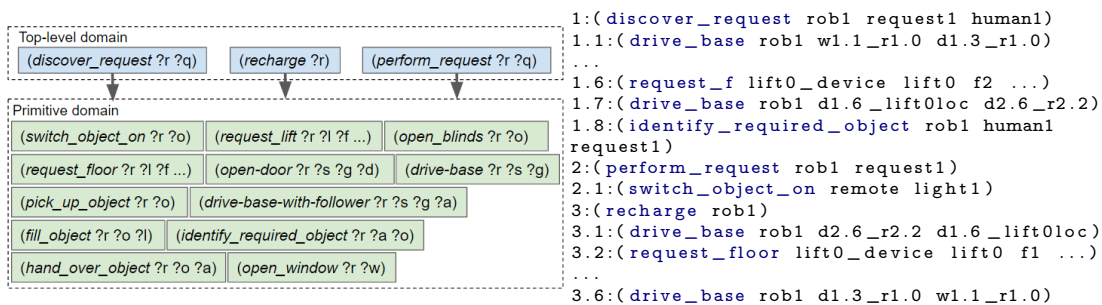 Top-level domain
(discover_request ?r ?q)
(recharge ?r)
(perform_request ?r ?q)
Primitive domain
(switch_object_on ?r ?o)
(request_lift ?r ?l ?f ...)
(open_blinds ?r ?o)
(request_floor ?r ?l ?f ...)
(open-door ?r ?s ?g ?d)
(drive-base ?r ?s ?g)
(pick_up_object ?r ?o)
(drive-base-with-follower ?r ?s ?g ?a)
(fill_object ?r ?o ?l)
(identify_required_object ?r ?a ?o)
(hand_over_object ?r ?o ?a)
(open_window ?r ?w)
1:(discover_request rob1 request1 human1)
1.1:(drive_base rob1 w1.1_r1.0 d1.3_r1.0)
...
1.6:(request_f lift0_device lift0 f2 ...)
1.7:(drive_base rob1 d1.6_lift0loc d2.6_r2.2)
1.8:(identify_required_object rob1 human1
request1)
2:(perform_request rob1 request1)
2.1:(switch_object_on remote light1)
3:(recharge rob1)
3.1:(drive_base rob1 d2.6_r2.2 d1.6_lift0loc)
3.2:(request_floor lift0_device lift0 f1 ...)
...
3.6:(drive_base rob1 d1.3_r1.0 w1.1_r1.0)